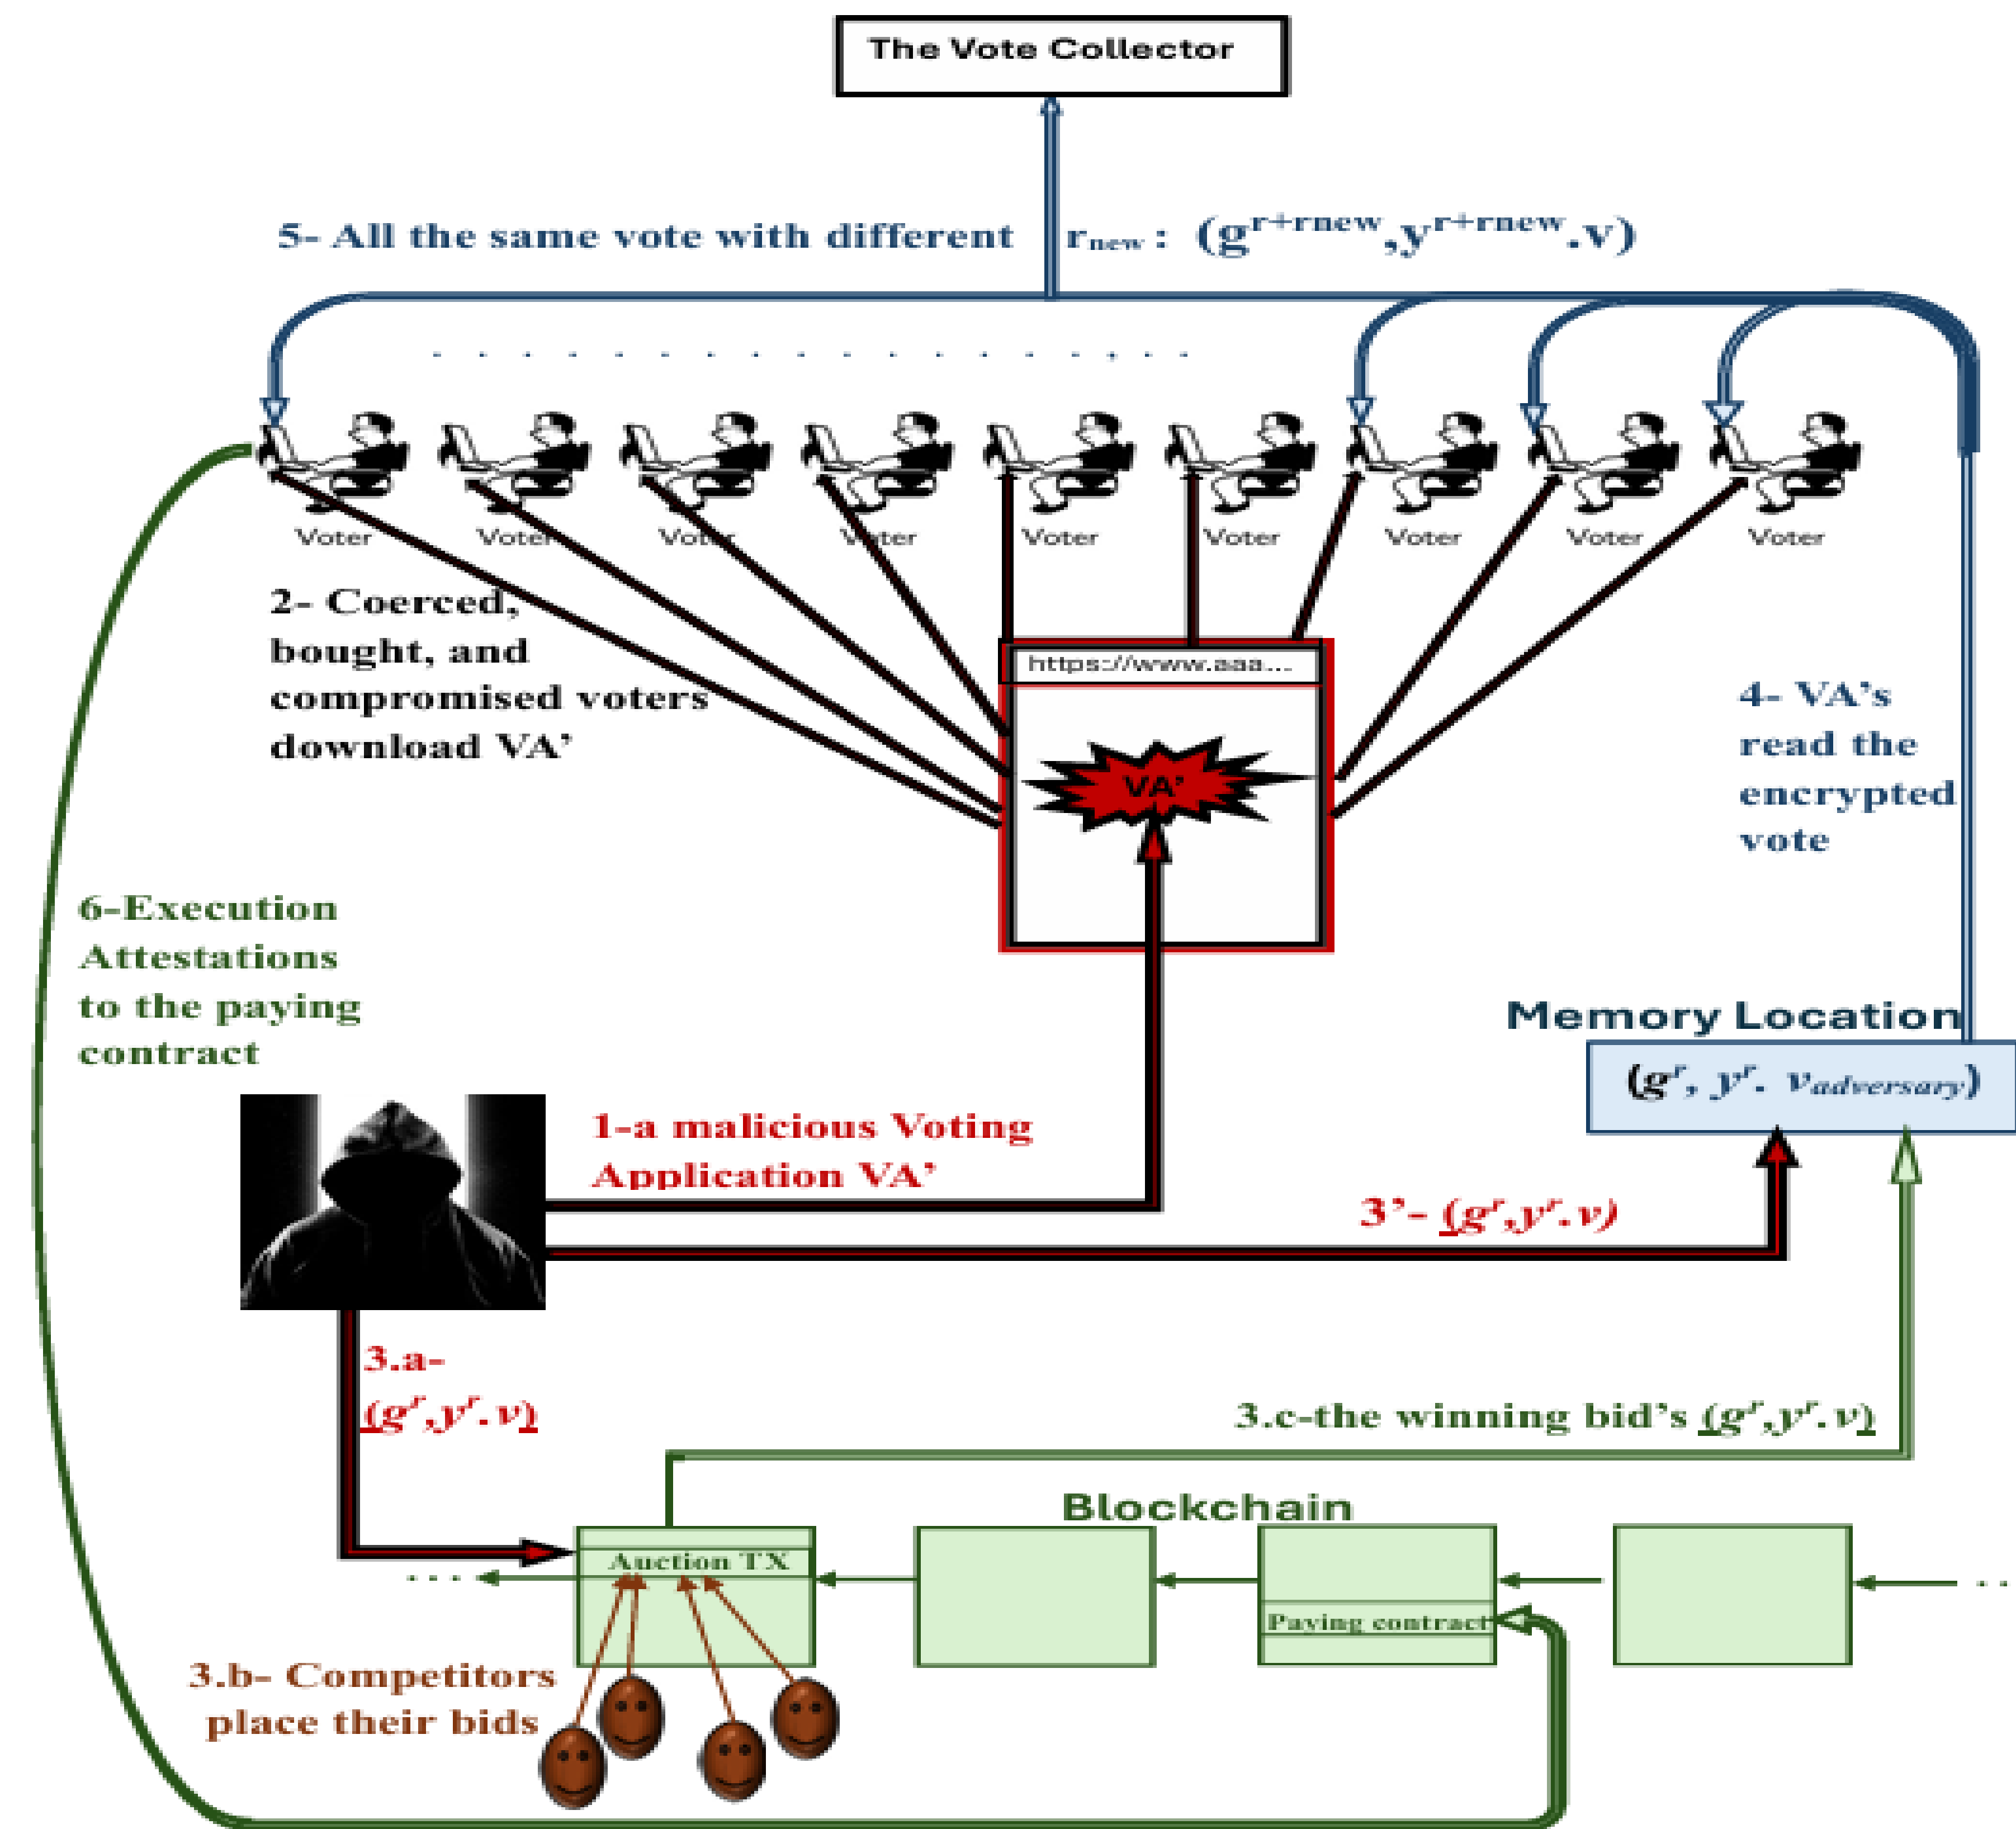 The Vote Collector
5- All the same vote with different r_new : (g^r+rnew,y^r+rnew.v)
. . . . . . . . . . . . . . . . .
Voter Voter Voter Voter Voter Voter Voter Voter Voter
2- Coerced,
bought, and
compromised voters
download VA’
https://www.aaa...
VA’
4- VA’s
read the
encrypted
vote
6-Execution
Attestations
to the paying
contract
Memory Location
(g^r, y^r. v_adversary)
1-a malicious Voting
Application VA’
3’- (g^r,y^r.v)
3.a-
(g^r,y^r.v)
3.c-the winning bid’s (g^r,y^r.v)
Blockchain
Auction TX
Paying contract
3.b- Competitors
place their bids